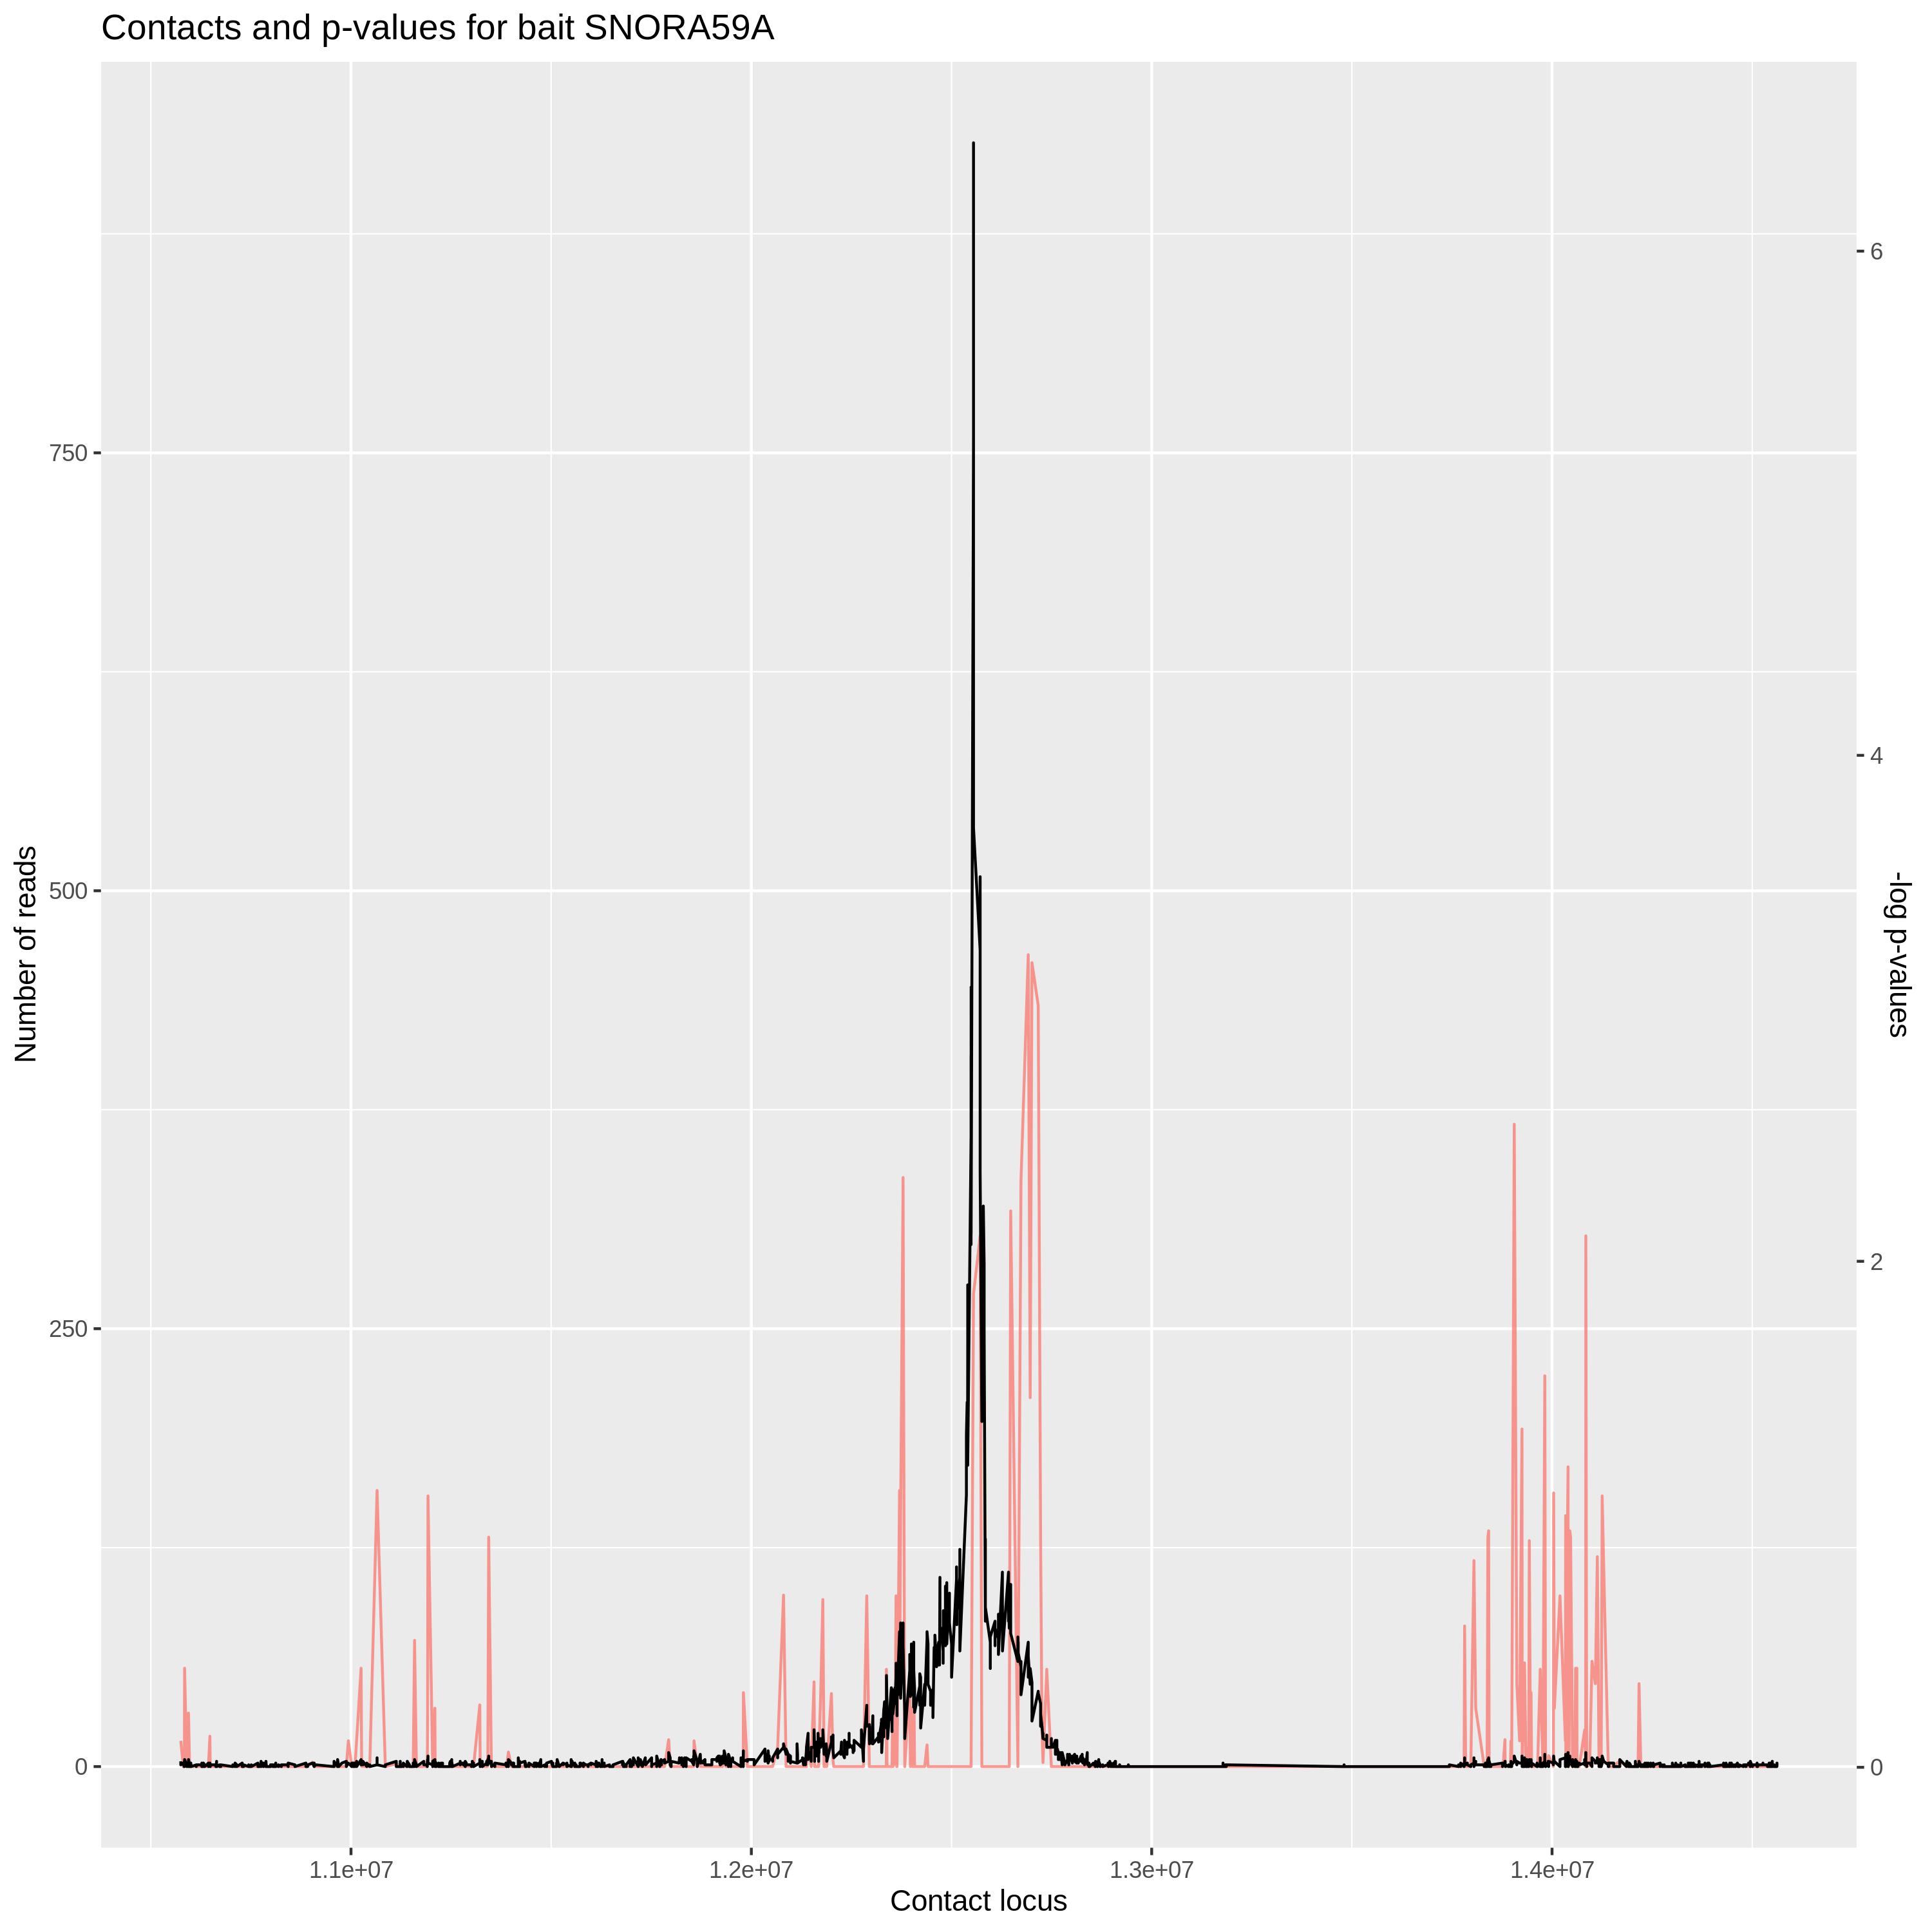 Contacts and p-values for bait SNORA59A
750
500
250
0
Number of reads
6
4
2
0
-log p-values
1.1e+07
1.2e+07
1.3e+07
1.4e+07
Contact locus